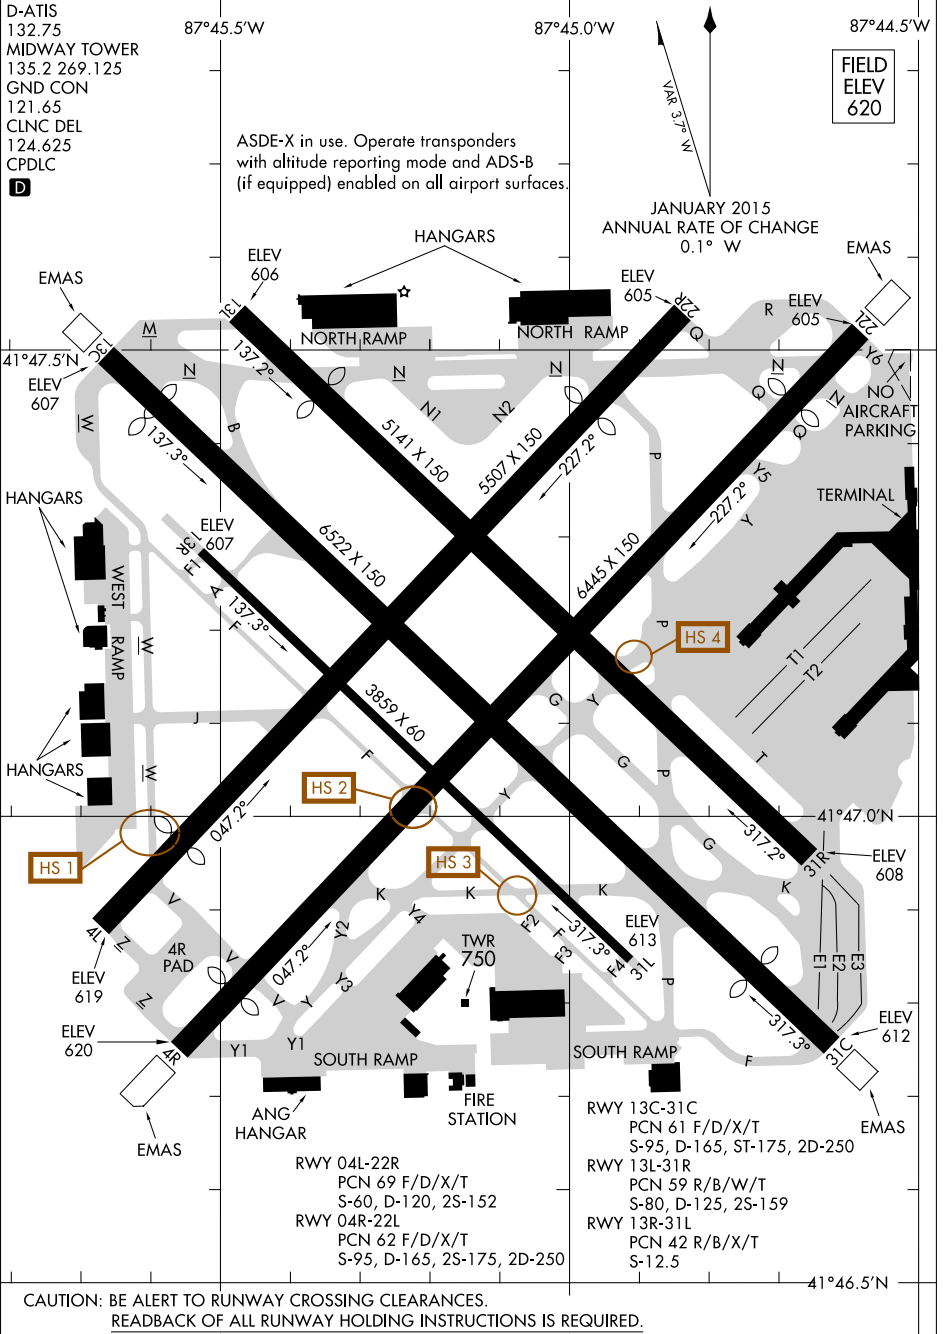 D-ATIS
132.75
MIDWAY TOWER
135.2 269.125
GND CON
121.65
CLNC DEL
124.625
CPDLC
D
87°45.5'W
87°45.0'W
87°44.5'W
VAR 3.7° W
FIELD
ELEV
620
ASDE-X in use. Operate transponders
with altitude reporting mode and ADS-B
(if equipped) enabled on all airport surfaces.
JANUARY 2015
ANNUAL RATE OF CHANGE
0.1° W
HANGARS
EMAS
ELEV
606
ELEV
605
ELEV
605
EMAS
R
13L
22R
22L
M
NORTH RAMP
NORTH RAMP
Q
Y6
41°47.5'N
13C
ELEV
607
137.2°
N
N
N
N
N
NO
AIRCRAFT
PARKING
W
B
N1
N2
Q
Q
137.3°
5141 X 150
5507 X 150
227.2°
P
Y5
Y
227.2°
HANGARS
ELEV
607
13R
H
A
F
137.3°
6522 X 150
6445 X 150
TERMINAL
WEST
RAMP
W
P
HS 4
T1
T2
3859 X 60
G
Y
J
F
G
P
T
HANGARS
W
HS 2
Y
047.2°
41°47.0'N
317.2°
31R
ELEV
608
HS 1
HS 3
G
K
K
K
K
V
4L
Z
ELEV
619
4R
PAD
V
V
Z
047.2°
Y2
Y4
Y3
Y
F2
F
F3
317.3°
F4
31L
ELEV
613
TWR
750
P
E1
E2
E3
ELEV
620
4R
Y1
Y1
SOUTH RAMP
SOUTH RAMP
F
317.3°
31C
ELEV
612
EMAS
ANG
HANGAR
FIRE
STATION
EMAS
RWY 04L-22R
PCN 69 F/D/X/T
S-60, D-120, 2S-152
RWY 04R-22L
PCN 62 F/D/X/T
S-95, D-165, 2S-175, 2D-250
RWY 13C-31C
PCN 61 F/D/X/T
S-95, D-165, ST-175, 2D-250
RWY 13L-31R
PCN 59 R/B/W/T
S-80, D-125, 2S-159
RWY 13R-31L
PCN 42 R/B/X/T
S-12.5
41°46.5'N
CAUTION: BE ALERT TO RUNWAY CROSSING CLEARANCES.
READBACK OF ALL RUNWAY HOLDING INSTRUCTIONS IS REQUIRED.